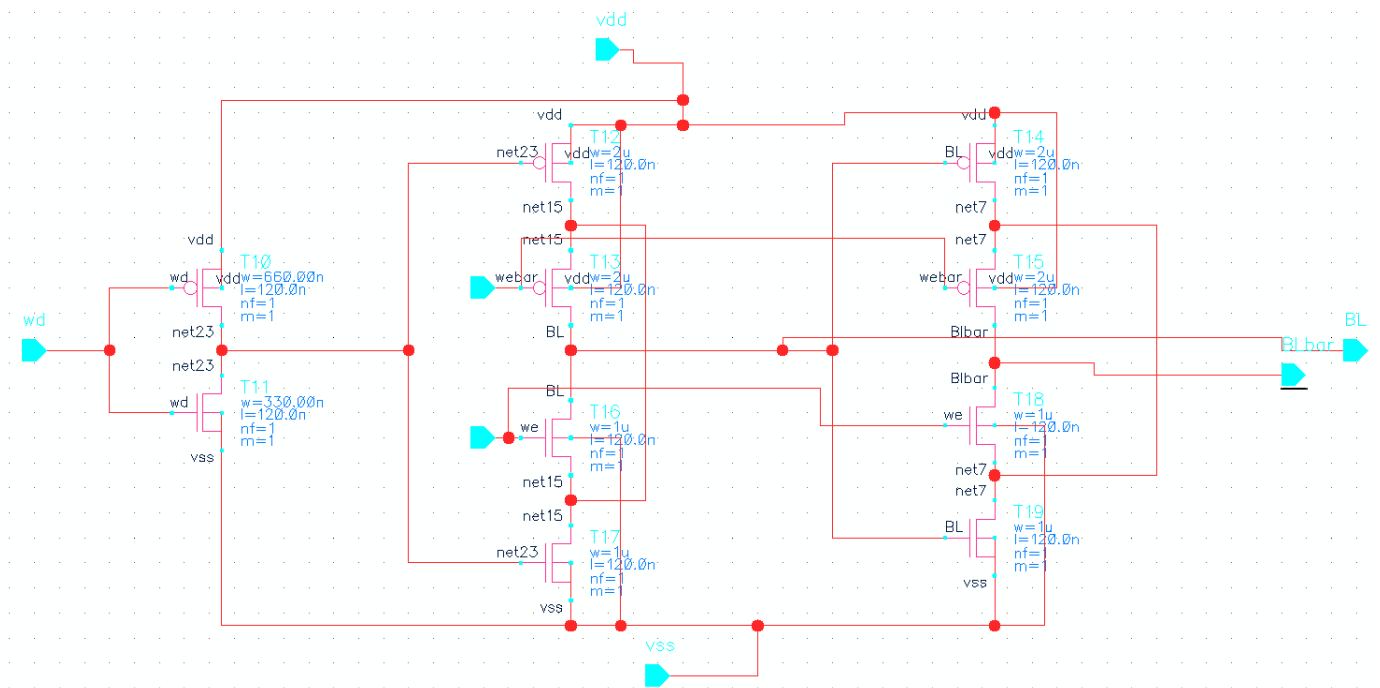 vdd
vdd
T12
net23
vdd
w=2u
l=120.0n
nf=1
m=1
net15
vdd
T14
BL
vdd
w=2u
l=120.0n
nf=1
m=1
net7
vdd
T10
wd
vdd
w=660.00n
l=120.0n
nf=1
m=1
net23
net15
T13
webar
vdd
w=2u
l=120.0n
nf=1
m=1
BL
net7
T15
webar
vdd
w=2u
l=120.0n
nf=1
m=1
Blbar
wd
BL
BLbar
net23
T11
wd
w=330.00n
l=120.0n
nf=1
m=1
vss
BL
T16
we
w=1u
l=120.0n
nf=1
m=1
net15
Blbar
T18
we
w=1u
l=120.0n
nf=1
m=1
net7
net15
T17
net23
w=1u
l=120.0n
nf=1
m=1
vss
net7
T19
BL
w=1u
l=120.0n
nf=1
m=1
vss
vss